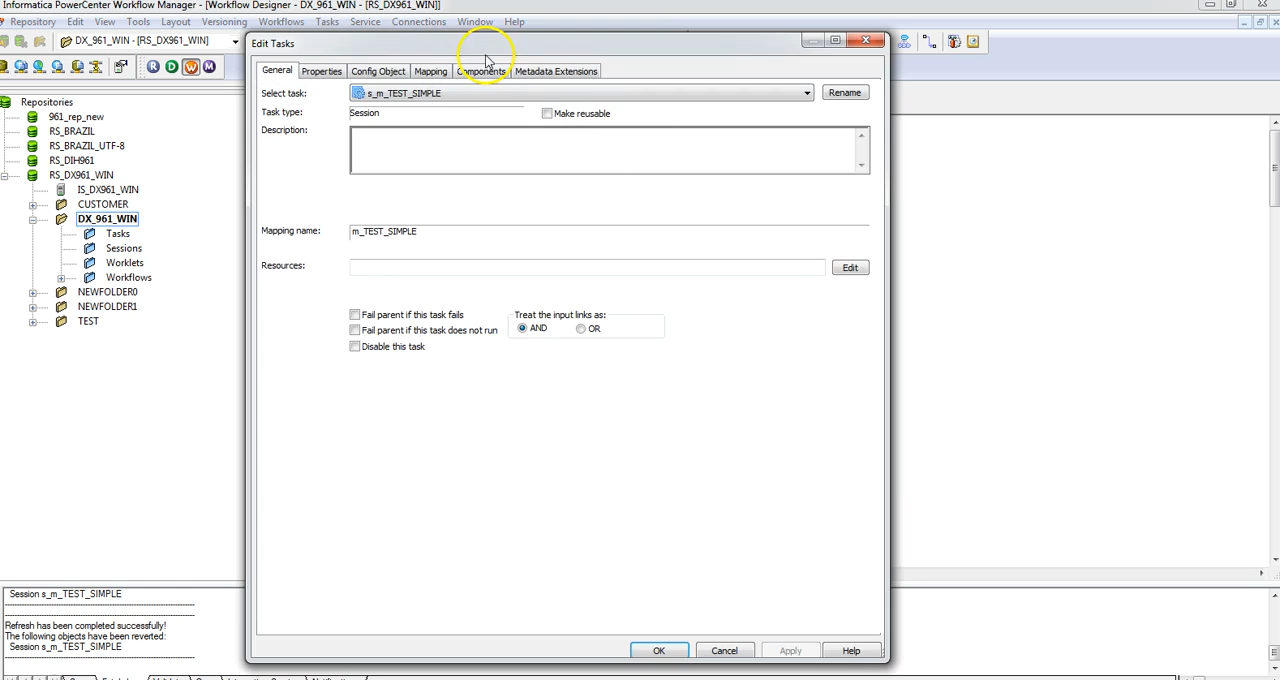 Informatica PowerCenter Workflow Manager - [Workflow Designer - DX_961_WIN - [RS_DX961_WIN]]
Repository Edit View Tools Layout Versioning Workflows Tasks Service Connections Window Help
DX_961_WIN - [RS_DX961_WIN]
R D W M
Repositories
961_rep_new
RS_BRAZIL
RS_BRAZIL_UTF-8
RS_DIH961
RS_DX961_WIN
IS_DX961_WIN
CUSTOMER
DX_961_WIN
Tasks
Sessions
Worklets
Workflows
NEWFOLDER0
NEWFOLDER1
TEST
Edit Tasks
General Properties Config Object Mapping Components Metadata Extensions
Select task: s_m_TEST_SIMPLE Rename
Task type: Session Make reusable
Description:
Mapping name: m_TEST_SIMPLE
Resources: Edit
Fail parent if this task fails
Fail parent if this task does not run
Disable this task
Treat the input links as:
AND OR
OK Cancel Apply Help
Session s_m_TEST_SIMPLE
Refresh has been completed successfully!
The following objects have been reverted:
Session s_m_TEST_SIMPLE